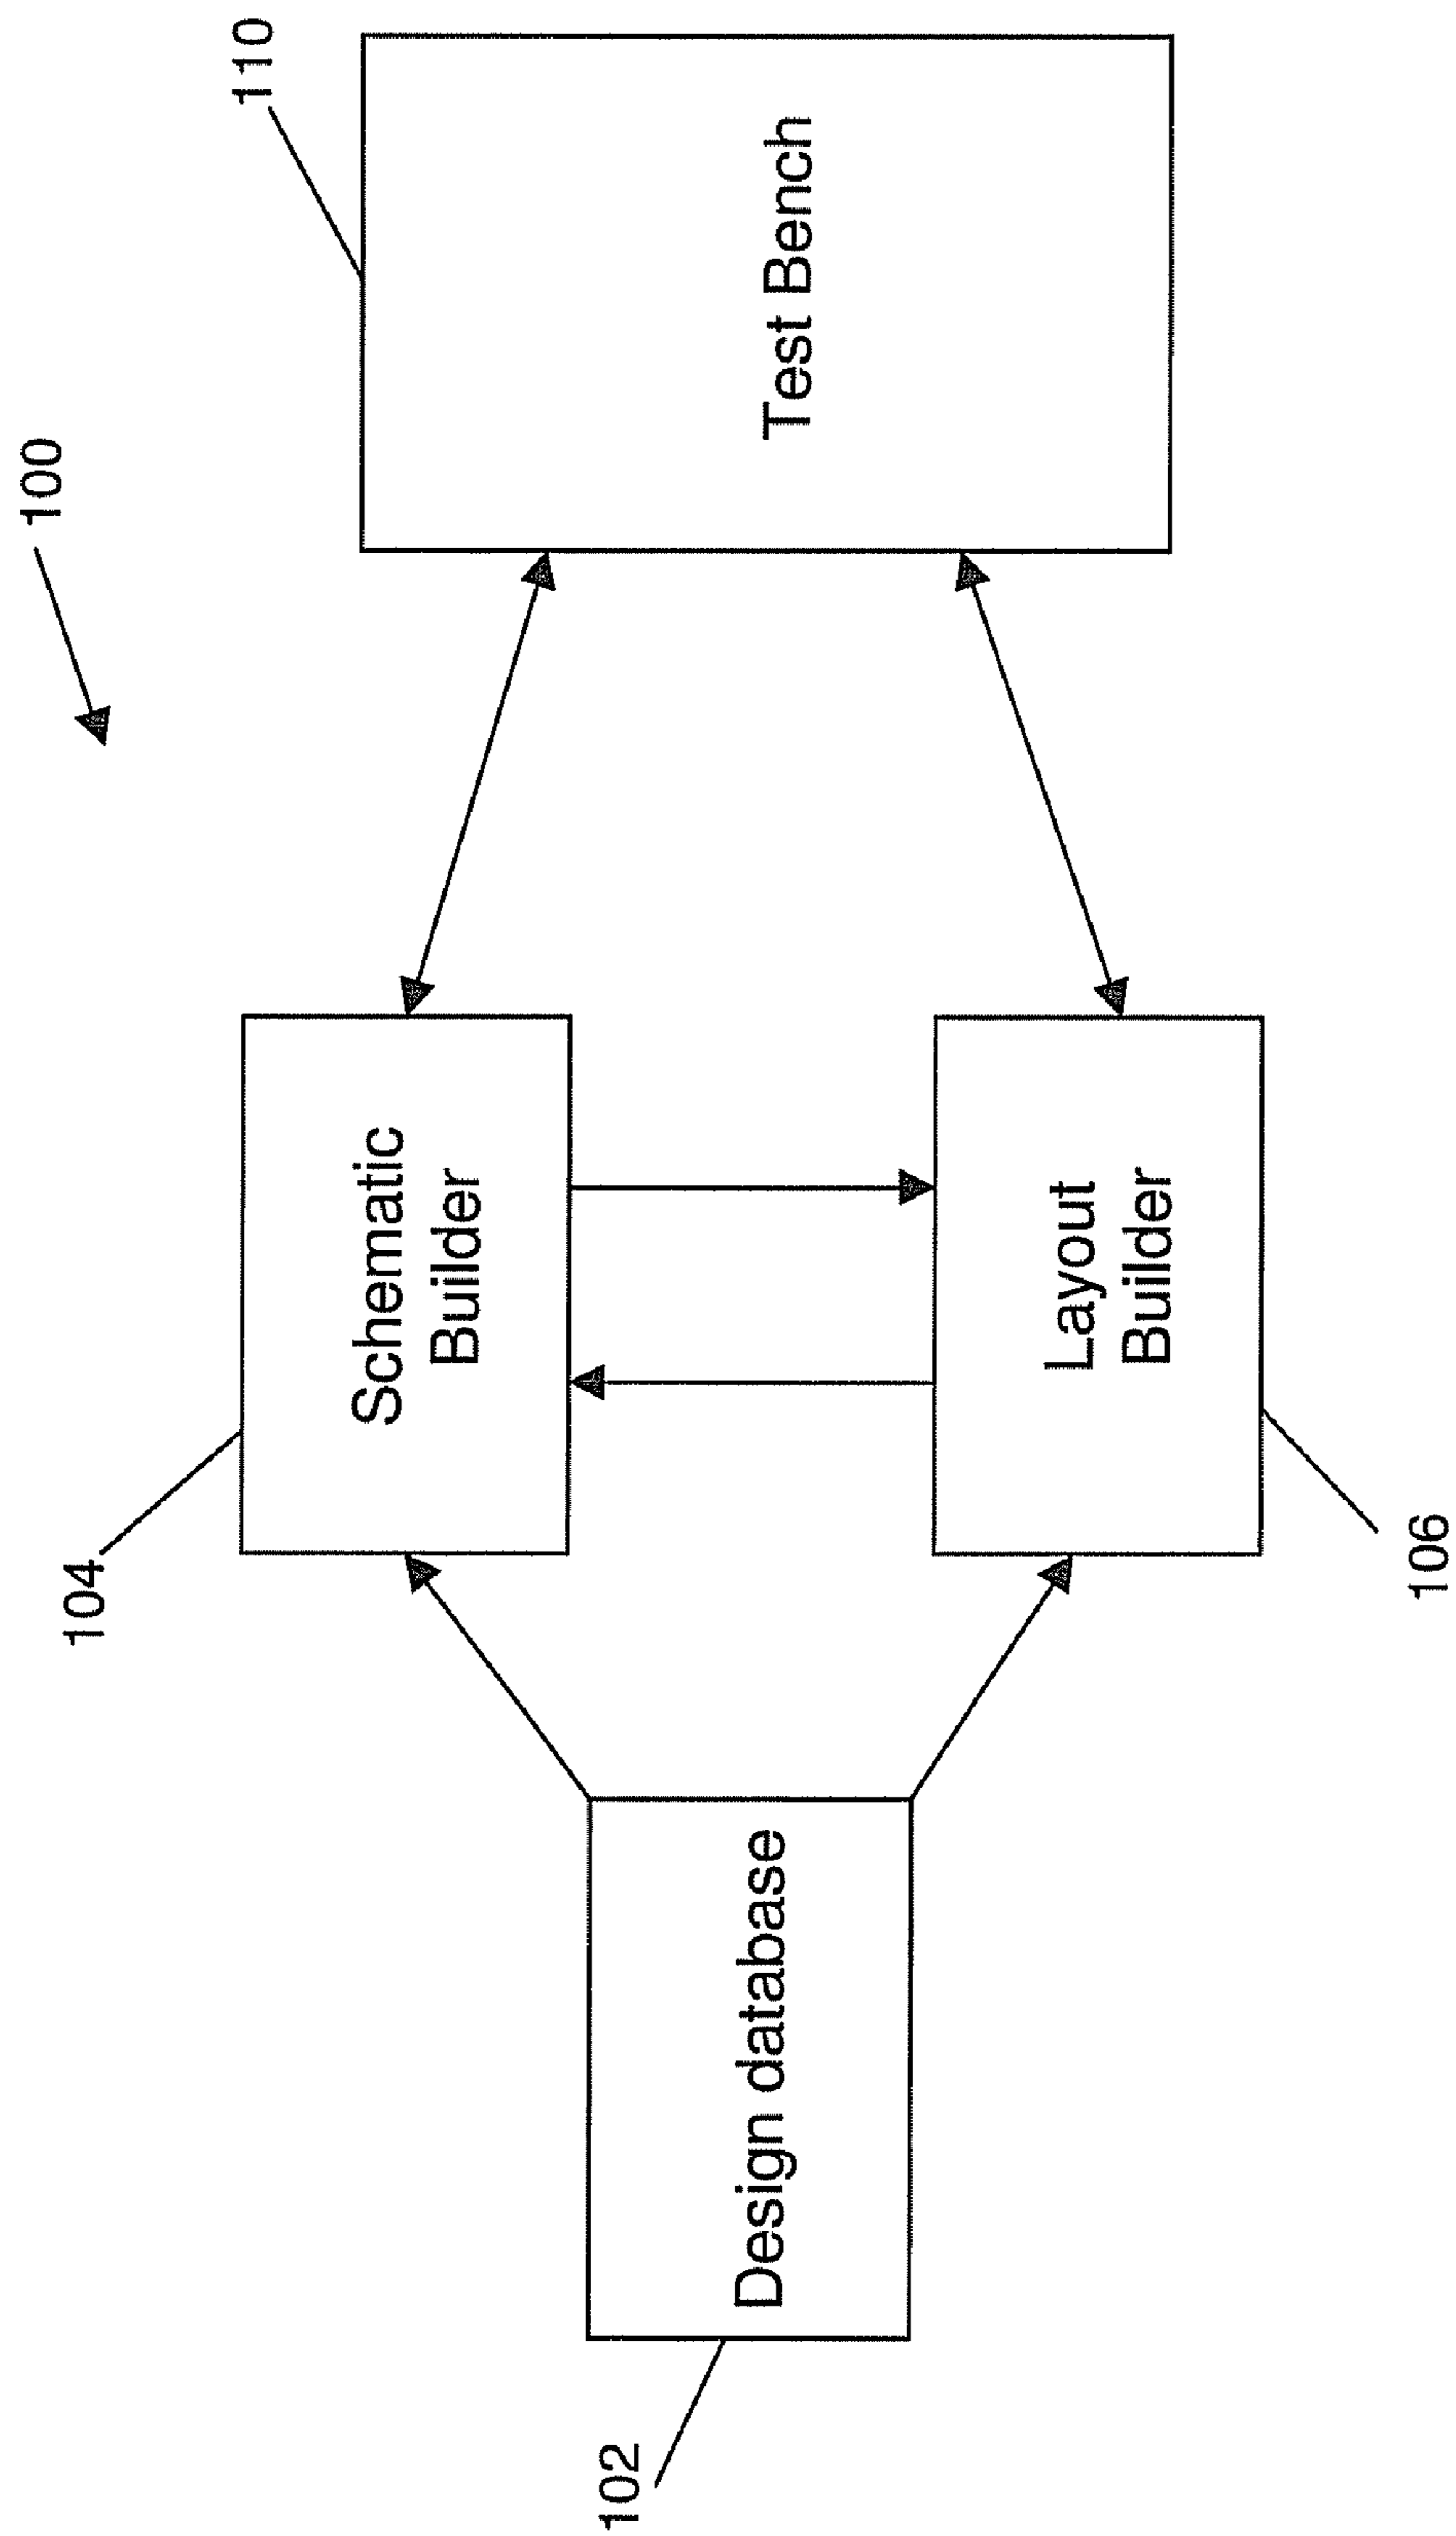 100
110
104
Schematic
Builder
Test Bench
Design database
102
Layout
Builder
106